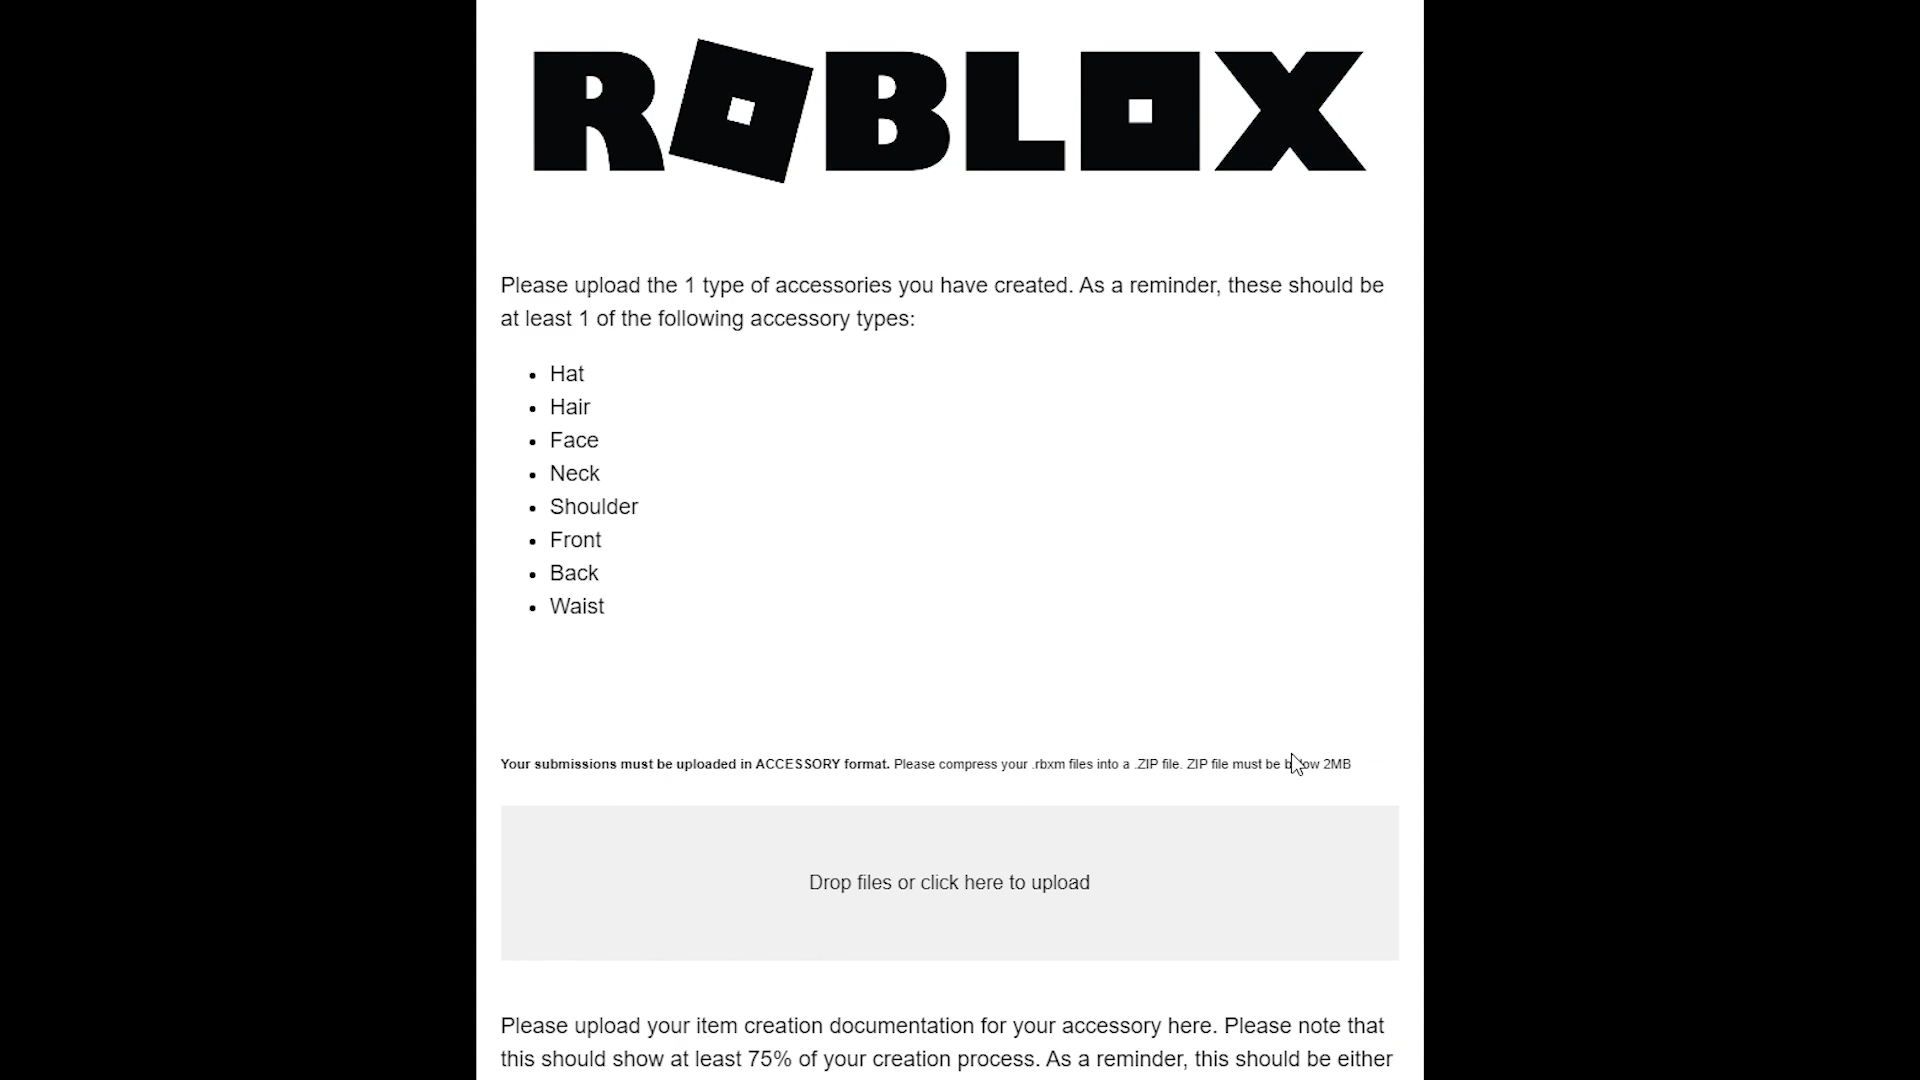 ROBLOX
Please upload the 1 type of accessories you have created. As a reminder, these should be
at least 1 of the following accessory types:
• Hat
• Hair
• Face
• Neck
• Shoulder
• Front
• Back
• Waist
Your submissions must be uploaded in ACCESSORY format. Please compress your .rbxm files into a .ZIP file. ZIP file must be below 2MB
Drop files or click here to upload
Please upload your item creation documentation for your accessory here. Please note that
this should show at least 75% of your creation process. As a reminder, this should be either